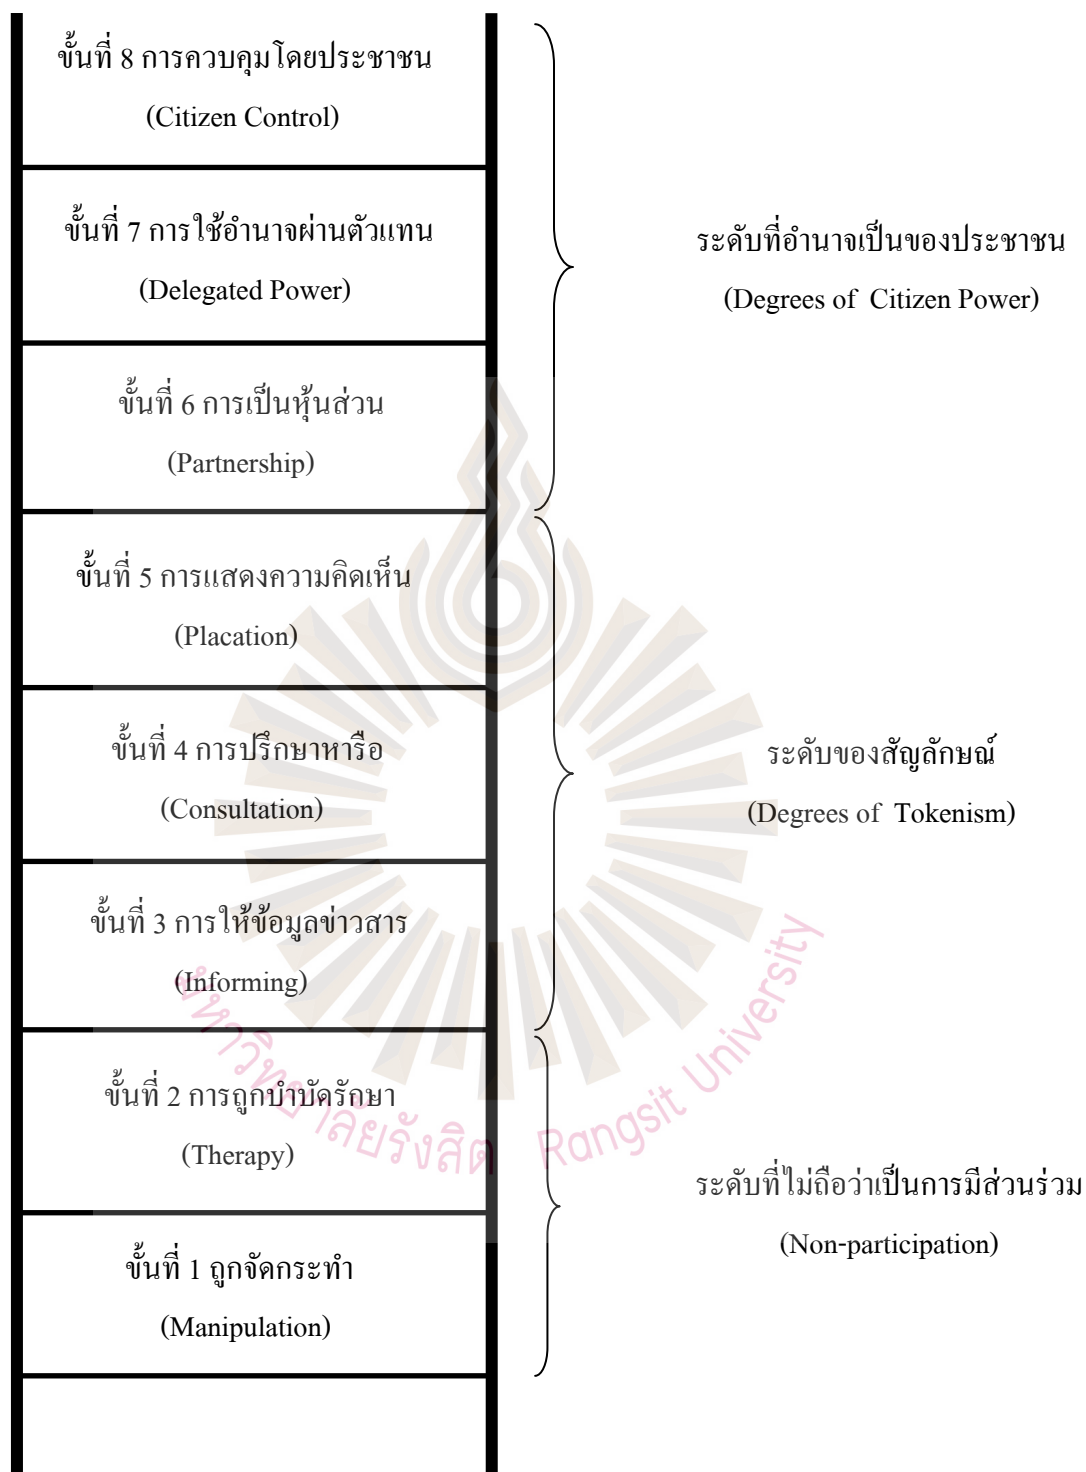 ขั้นที่ 8 การควบคุมโดยประชาชน
(Citizen Control)
ขั้นที่ 7 การใช้อำนาจผ่านตัวแทน
(Delegated Power)
ระดับที่อำนาจเป็นของประชาชน
(Degrees of Citizen Power)
ขั้นที่ 6 การเป็นหุ้นส่วน
(Partnership)
ขั้นที่ 5 การแสดงความคิดเห็น
(Placation)
ขั้นที่ 4 การปรึกษาหารือ
(Consultation)
ระดับของสัญลักษณ์
(Degrees of Tokenism)
ขั้นที่ 3 การให้ข้อมูลข่าวสาร
(Informing)
ขั้นที่ 2 การถูกบำบัดรักษา
(Therapy)
ระดับที่ไม่ถือว่าเป็นการมีส่วนร่วม
(Non-participation)
ขั้นที่ 1 ถูกจัดกระทำ
(Manipulation)
มหาวิทยาลัยรังสิต Rangsit University